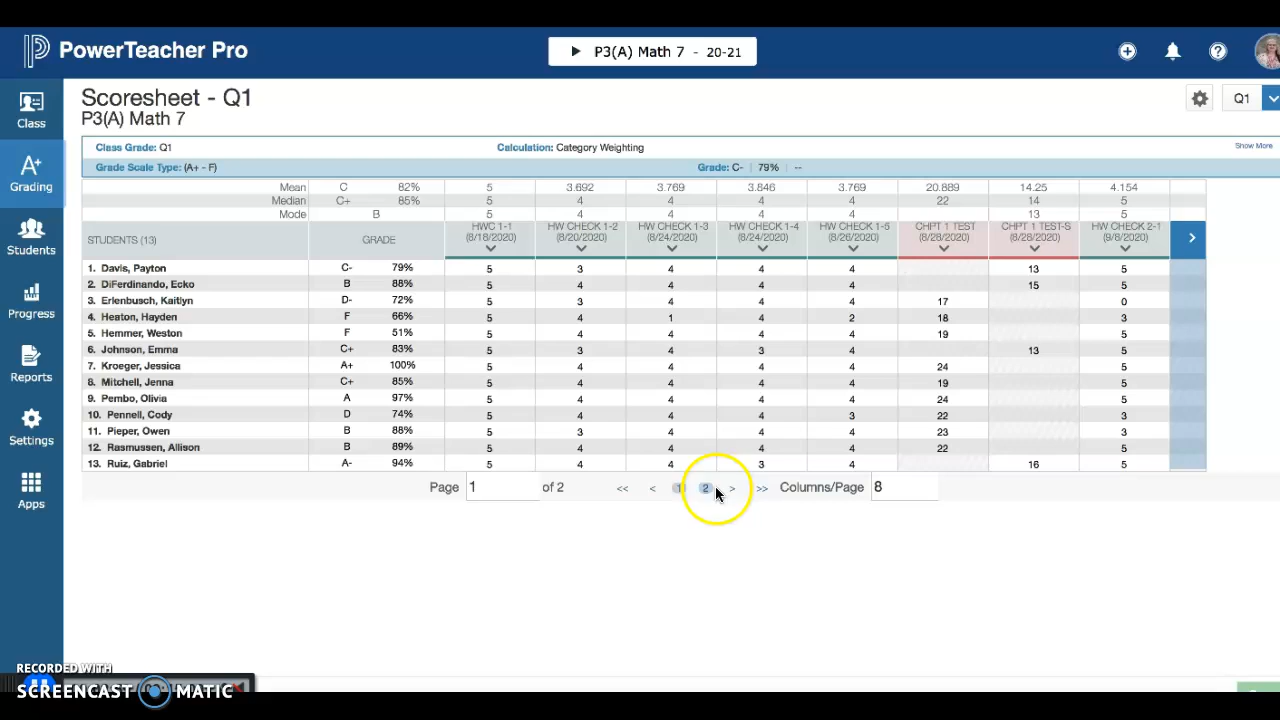 PowerTeacher Pro
P3(A) Math 7 - 20-21
Class
Grading
Students
Progress
Reports
Settings
Apps
Scoresheet - Q1
P3(A) Math 7
Q1
Class Grade: Q1 Calculation: Category Weighting Show More
Grade Scale Type: (A+ - F) Grade: C- | 79% | --
Mean C 82% 5 3.692 3.769 3.846 3.769 20.889 14.25 4.154
Median C+ 85% 5 4 4 4 4 22 14 5
Mode B 5 4 4 4 4 13 5
STUDENTS (13) GRADE HWC 1-1 HW CHECK 1-2 HW CHECK 1-3 HW CHECK 1-4 HW CHECK 1-5 CHPT 1 TEST CHPT 1 TEST-S HW CHECK 2-1
(8/18/2020) (8/20/2020) (8/24/2020) (8/24/2020) (8/26/2020) (8/28/2020) (8/28/2020) (9/8/2020)
1. Davis, Payton C- 79% 5 3 4 4 4 13 5
2. DiFerdinando, Ecko B 88% 5 4 4 4 4 15 5
3. Erlenbusch, Kaitlyn D- 72% 5 3 4 4 4 17 0
4. Heaton, Hayden F 66% 5 4 1 4 2 18 3
5. Hemmer, Weston F 51% 5 4 4 4 4 19 5
6. Johnson, Emma C+ 83% 5 3 4 3 4 13 5
7. Kroeger, Jessica A+ 100% 5 4 4 4 4 24 5
8. Mitchell, Jenna C+ 85% 5 4 4 4 4 19 5
9. Pembo, Olivia A 97% 5 4 4 4 4 24 5
10. Pennell, Cody D 74% 5 4 4 4 3 22 3
11. Pieper, Owen B 88% 5 3 4 4 4 23 3
12. Rasmussen, Allison B 89% 5 4 4 4 4 22 5
13. Ruiz, Gabriel A- 94% 5 4 4 3 4 16 5
Page 1 of 2 << < 1 2 > >> Columns/Page 8
RECORDED WITH
SCREENCAST MATIC